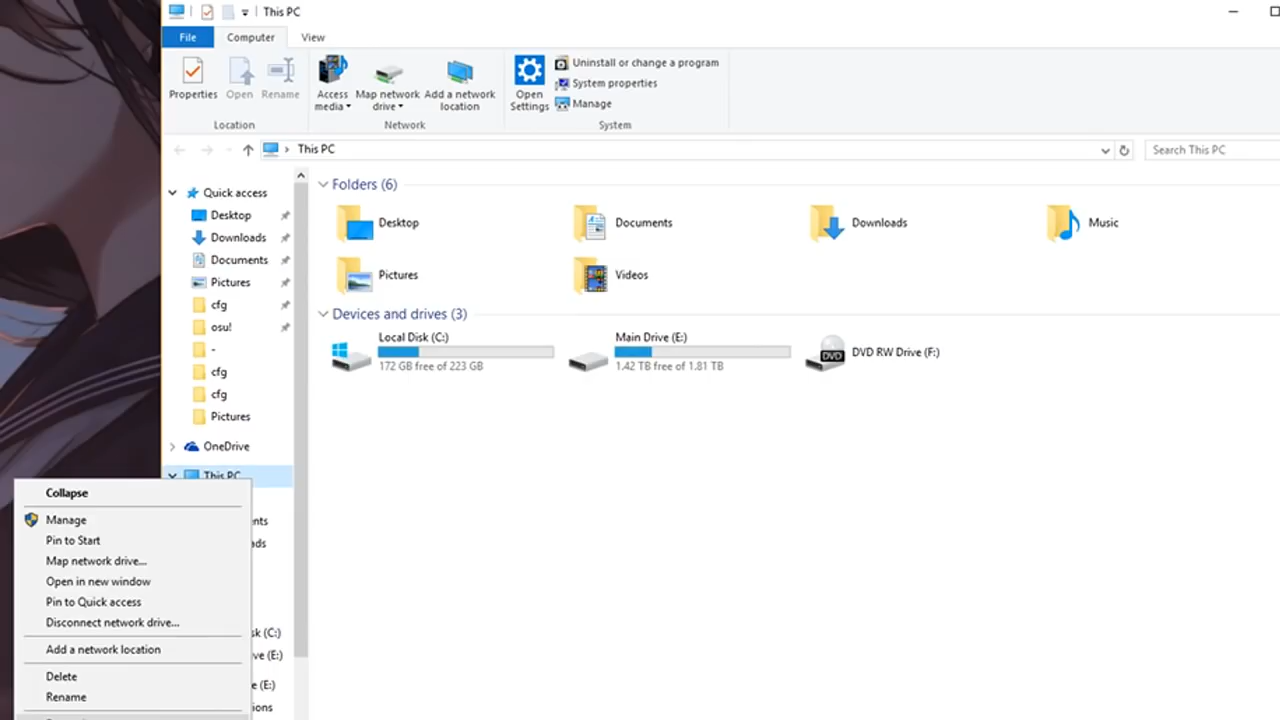 This PC
File Computer View
Properties Open Rename Access media Map network drive Add a network location Open Settings Uninstall or change a program
System properties
Manage
Location Network System
This PC Search This PC
Quick access
Desktop
Downloads
Documents
Pictures
cfg
osu!
-
cfg
cfg
Pictures
OneDrive
This PC
Folders (6)
Desktop Documents Downloads Music
Pictures Videos
Devices and drives (3)
Local Disk (C:) Main Drive (E:) DVD RW Drive (F:)
172 GB free of 223 GB 1.42 TB free of 1.81 TB
Collapse
Manage
Pin to Start
Map network drive...
Open in new window
Pin to Quick access
Disconnect network drive...
Add a network location
Delete
Rename
ents
ads
sk (C:)
ve (E:)
e (E:)
ions